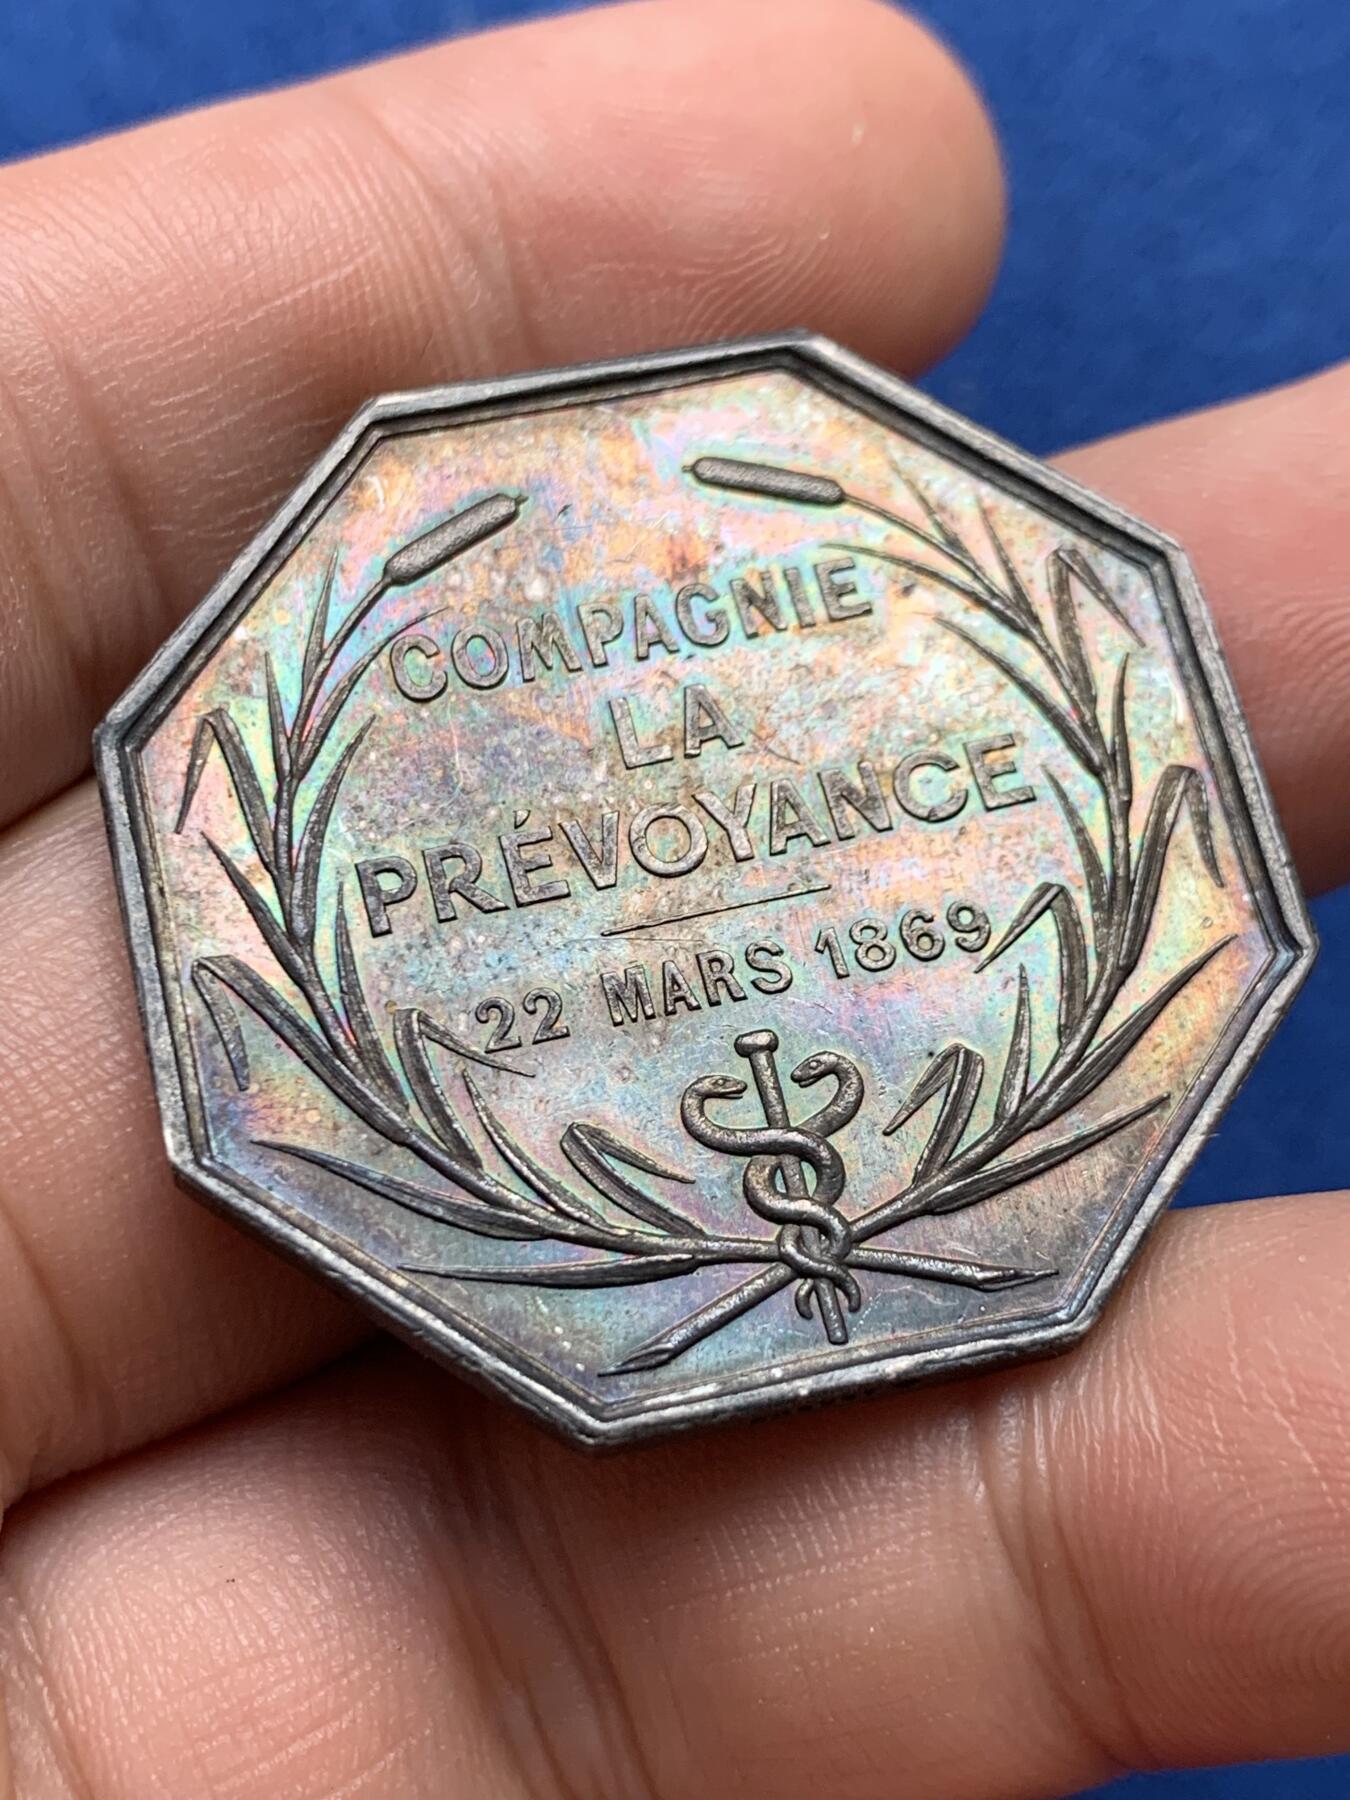 COMPAGNIE
LA
PRÉVOYANCE
22 MARS 1869